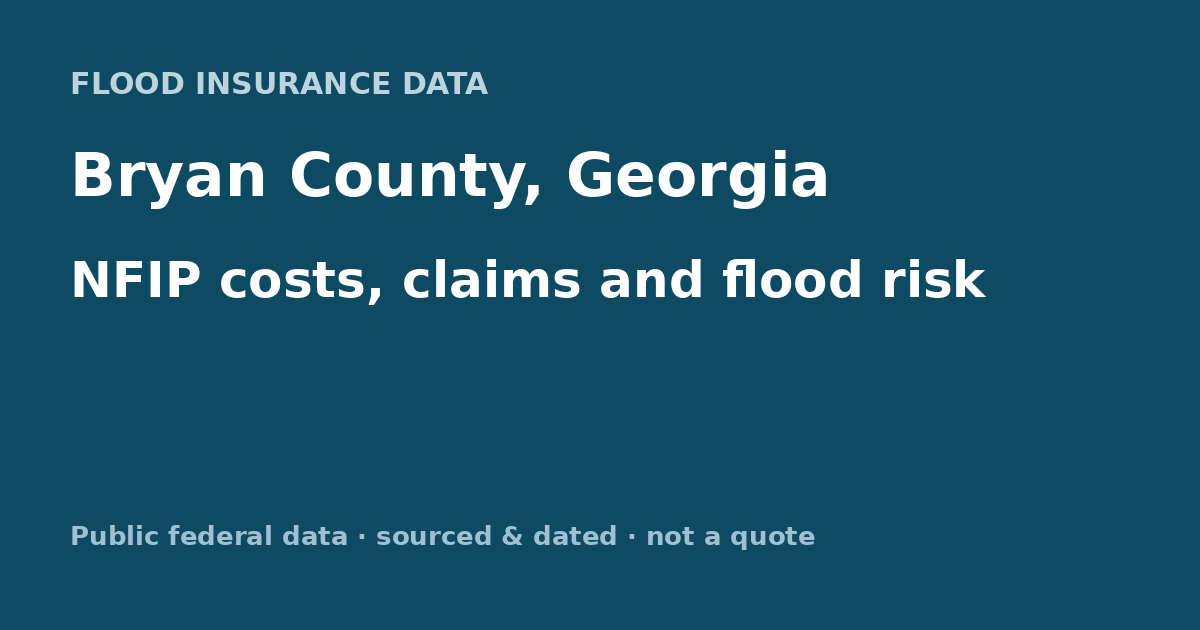 FLOOD INSURANCE DATA
Bryan County, Georgia
NFIP costs, claims and flood risk
Public federal data · sourced & dated · not a quote